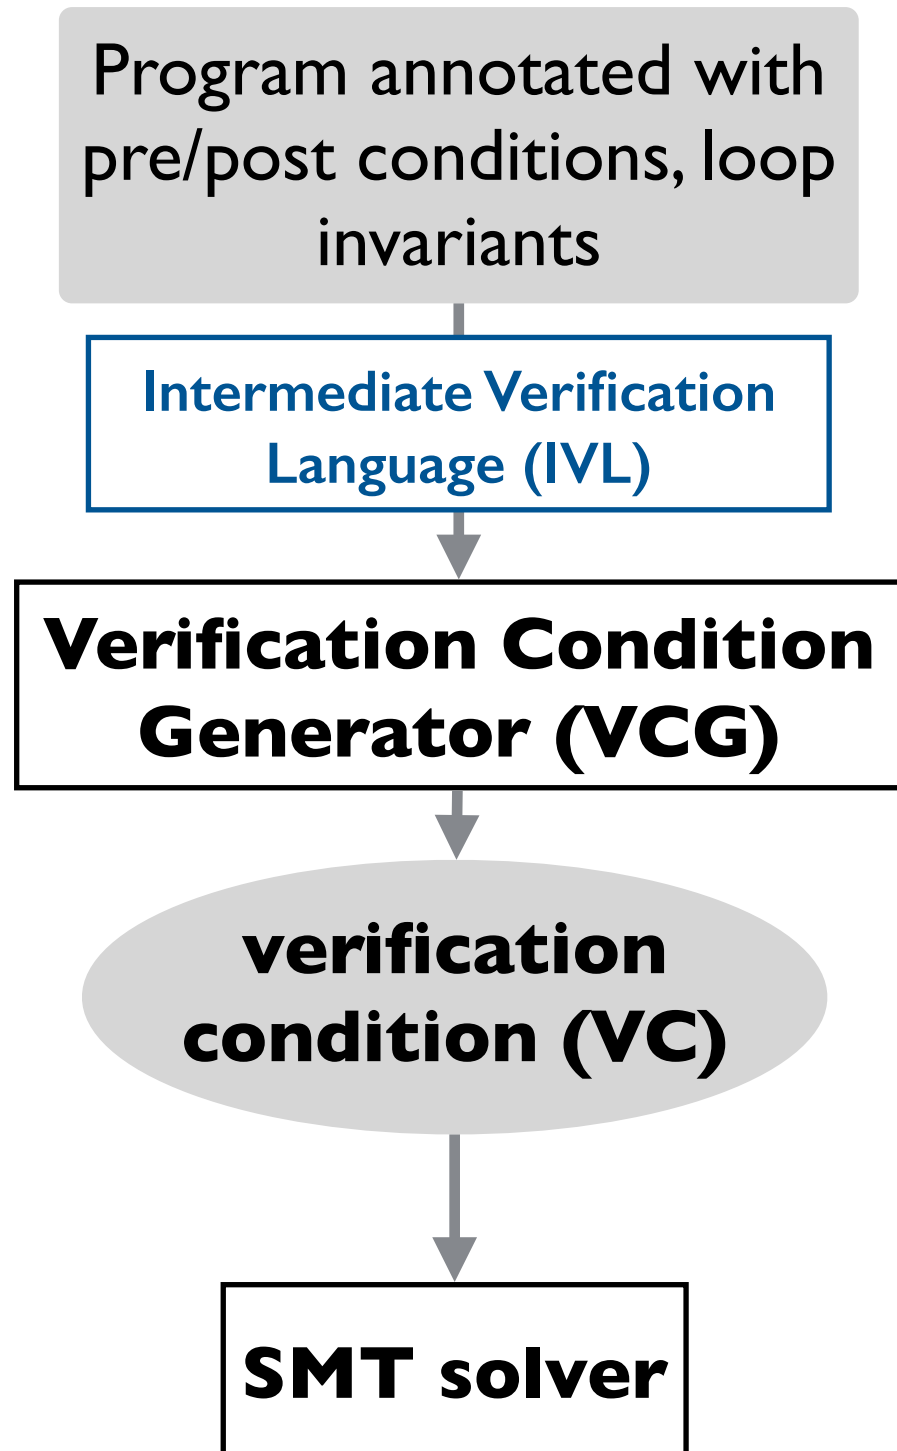 Program annotated with
pre/post conditions, loop
invariants
Intermediate Verification
Language (IVL)
Verification Condition
Generator (VCG)
verification
condition (VC)
SMT solver